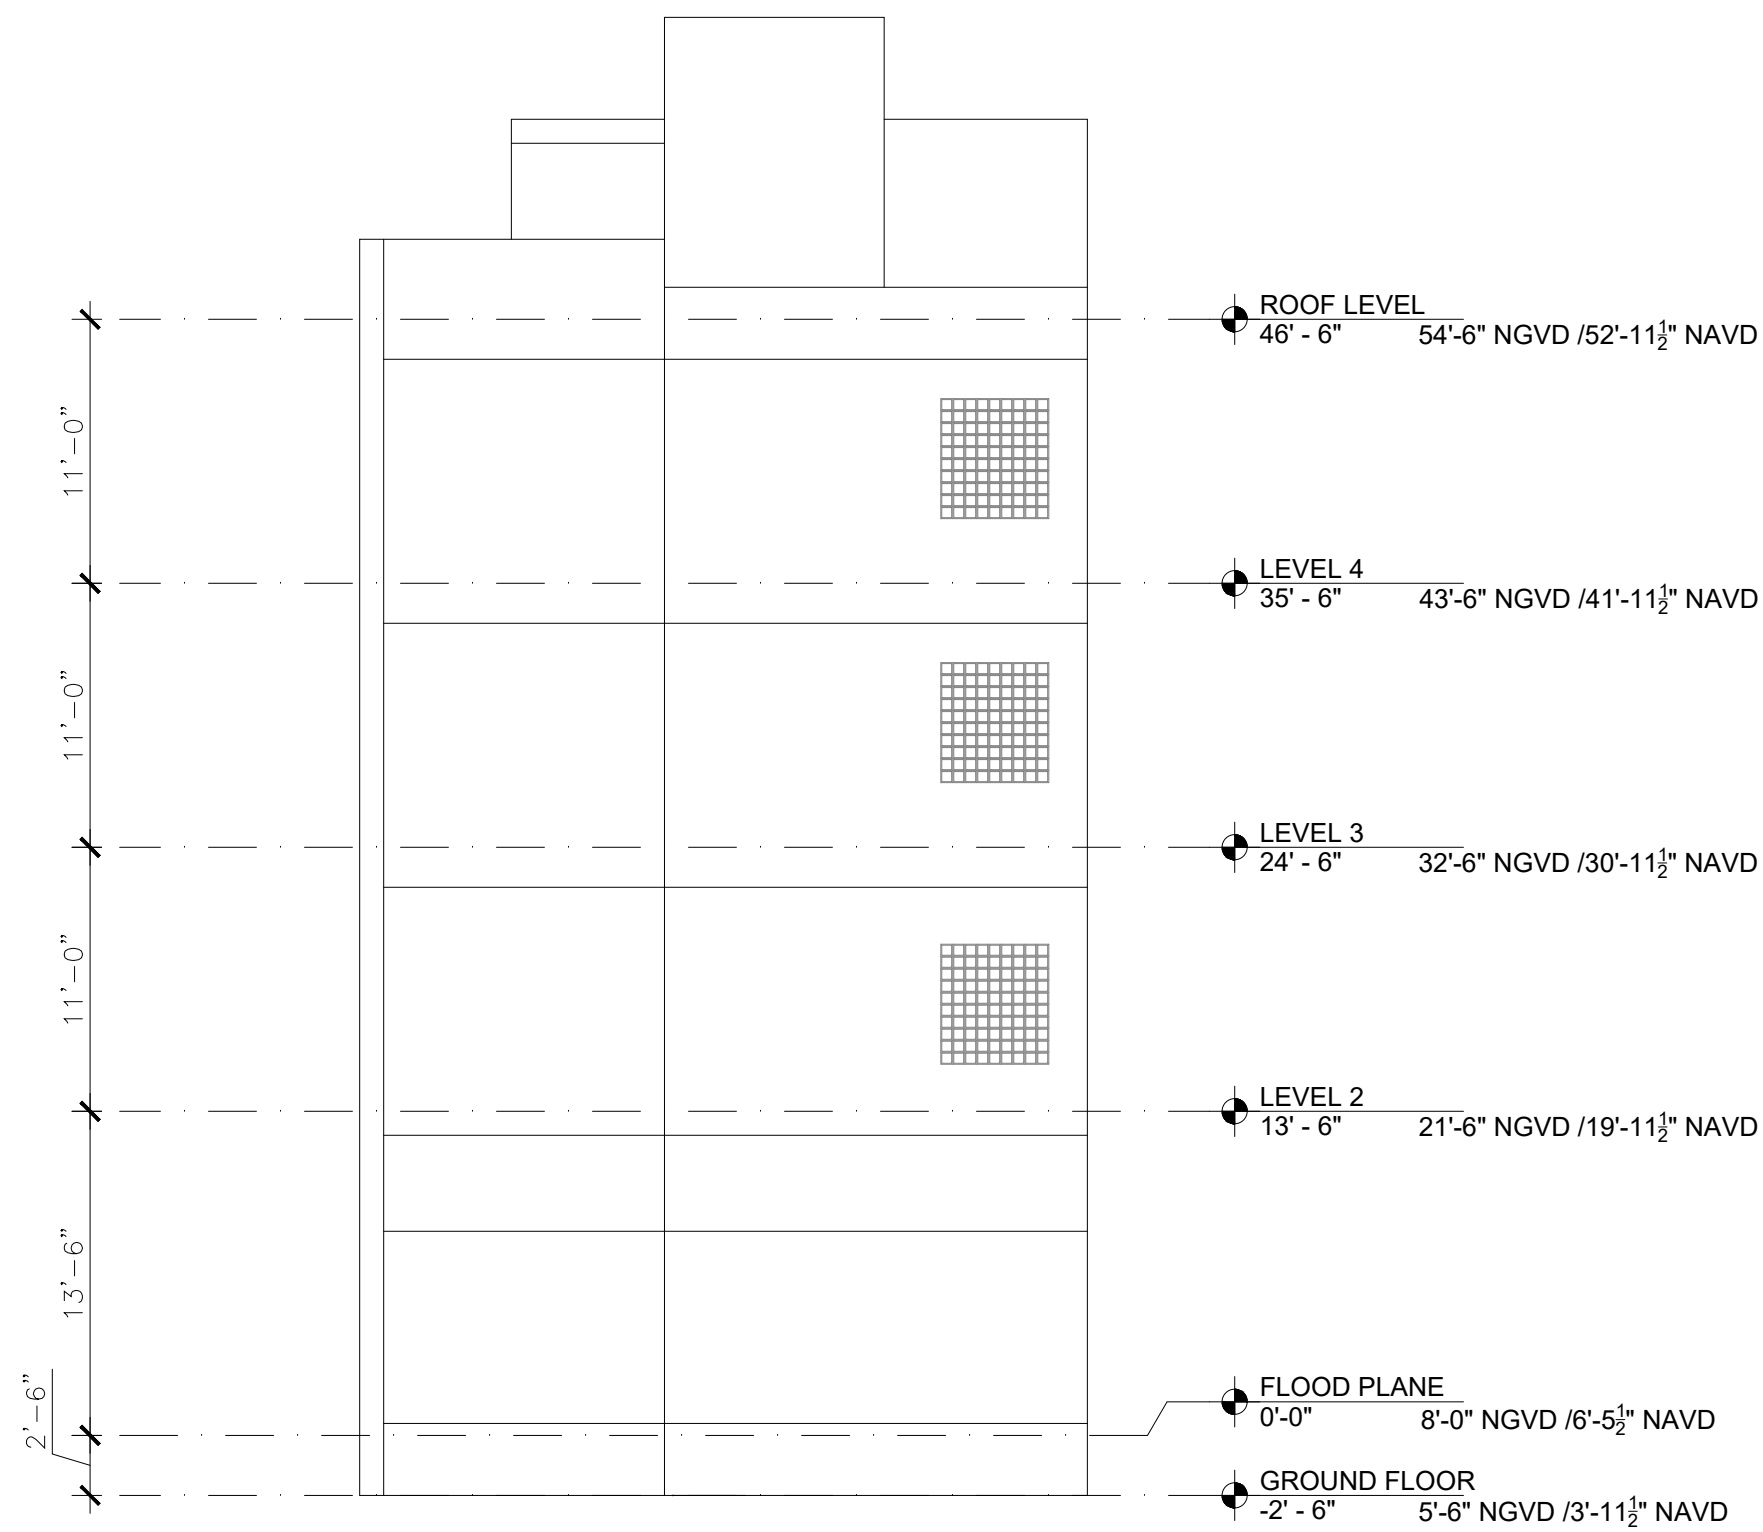 ROOF LEVEL
46' - 6" 54'-6" NGVD /52'-11½" NAVD
11'-0"
LEVEL 4
35' - 6" 43'-6" NGVD /41'-11½" NAVD
11'-0"
LEVEL 3
24' - 6" 32'-6" NGVD /30'-11½" NAVD
11'-0"
LEVEL 2
13' - 6" 21'-6" NGVD /19'-11½" NAVD
13'-6"
FLOOD PLANE
0'-0" 8'-0" NGVD /6'-5½" NAVD
2'-6"
GROUND FLOOR
-2' - 6" 5'-6" NGVD /3'-11½" NAVD